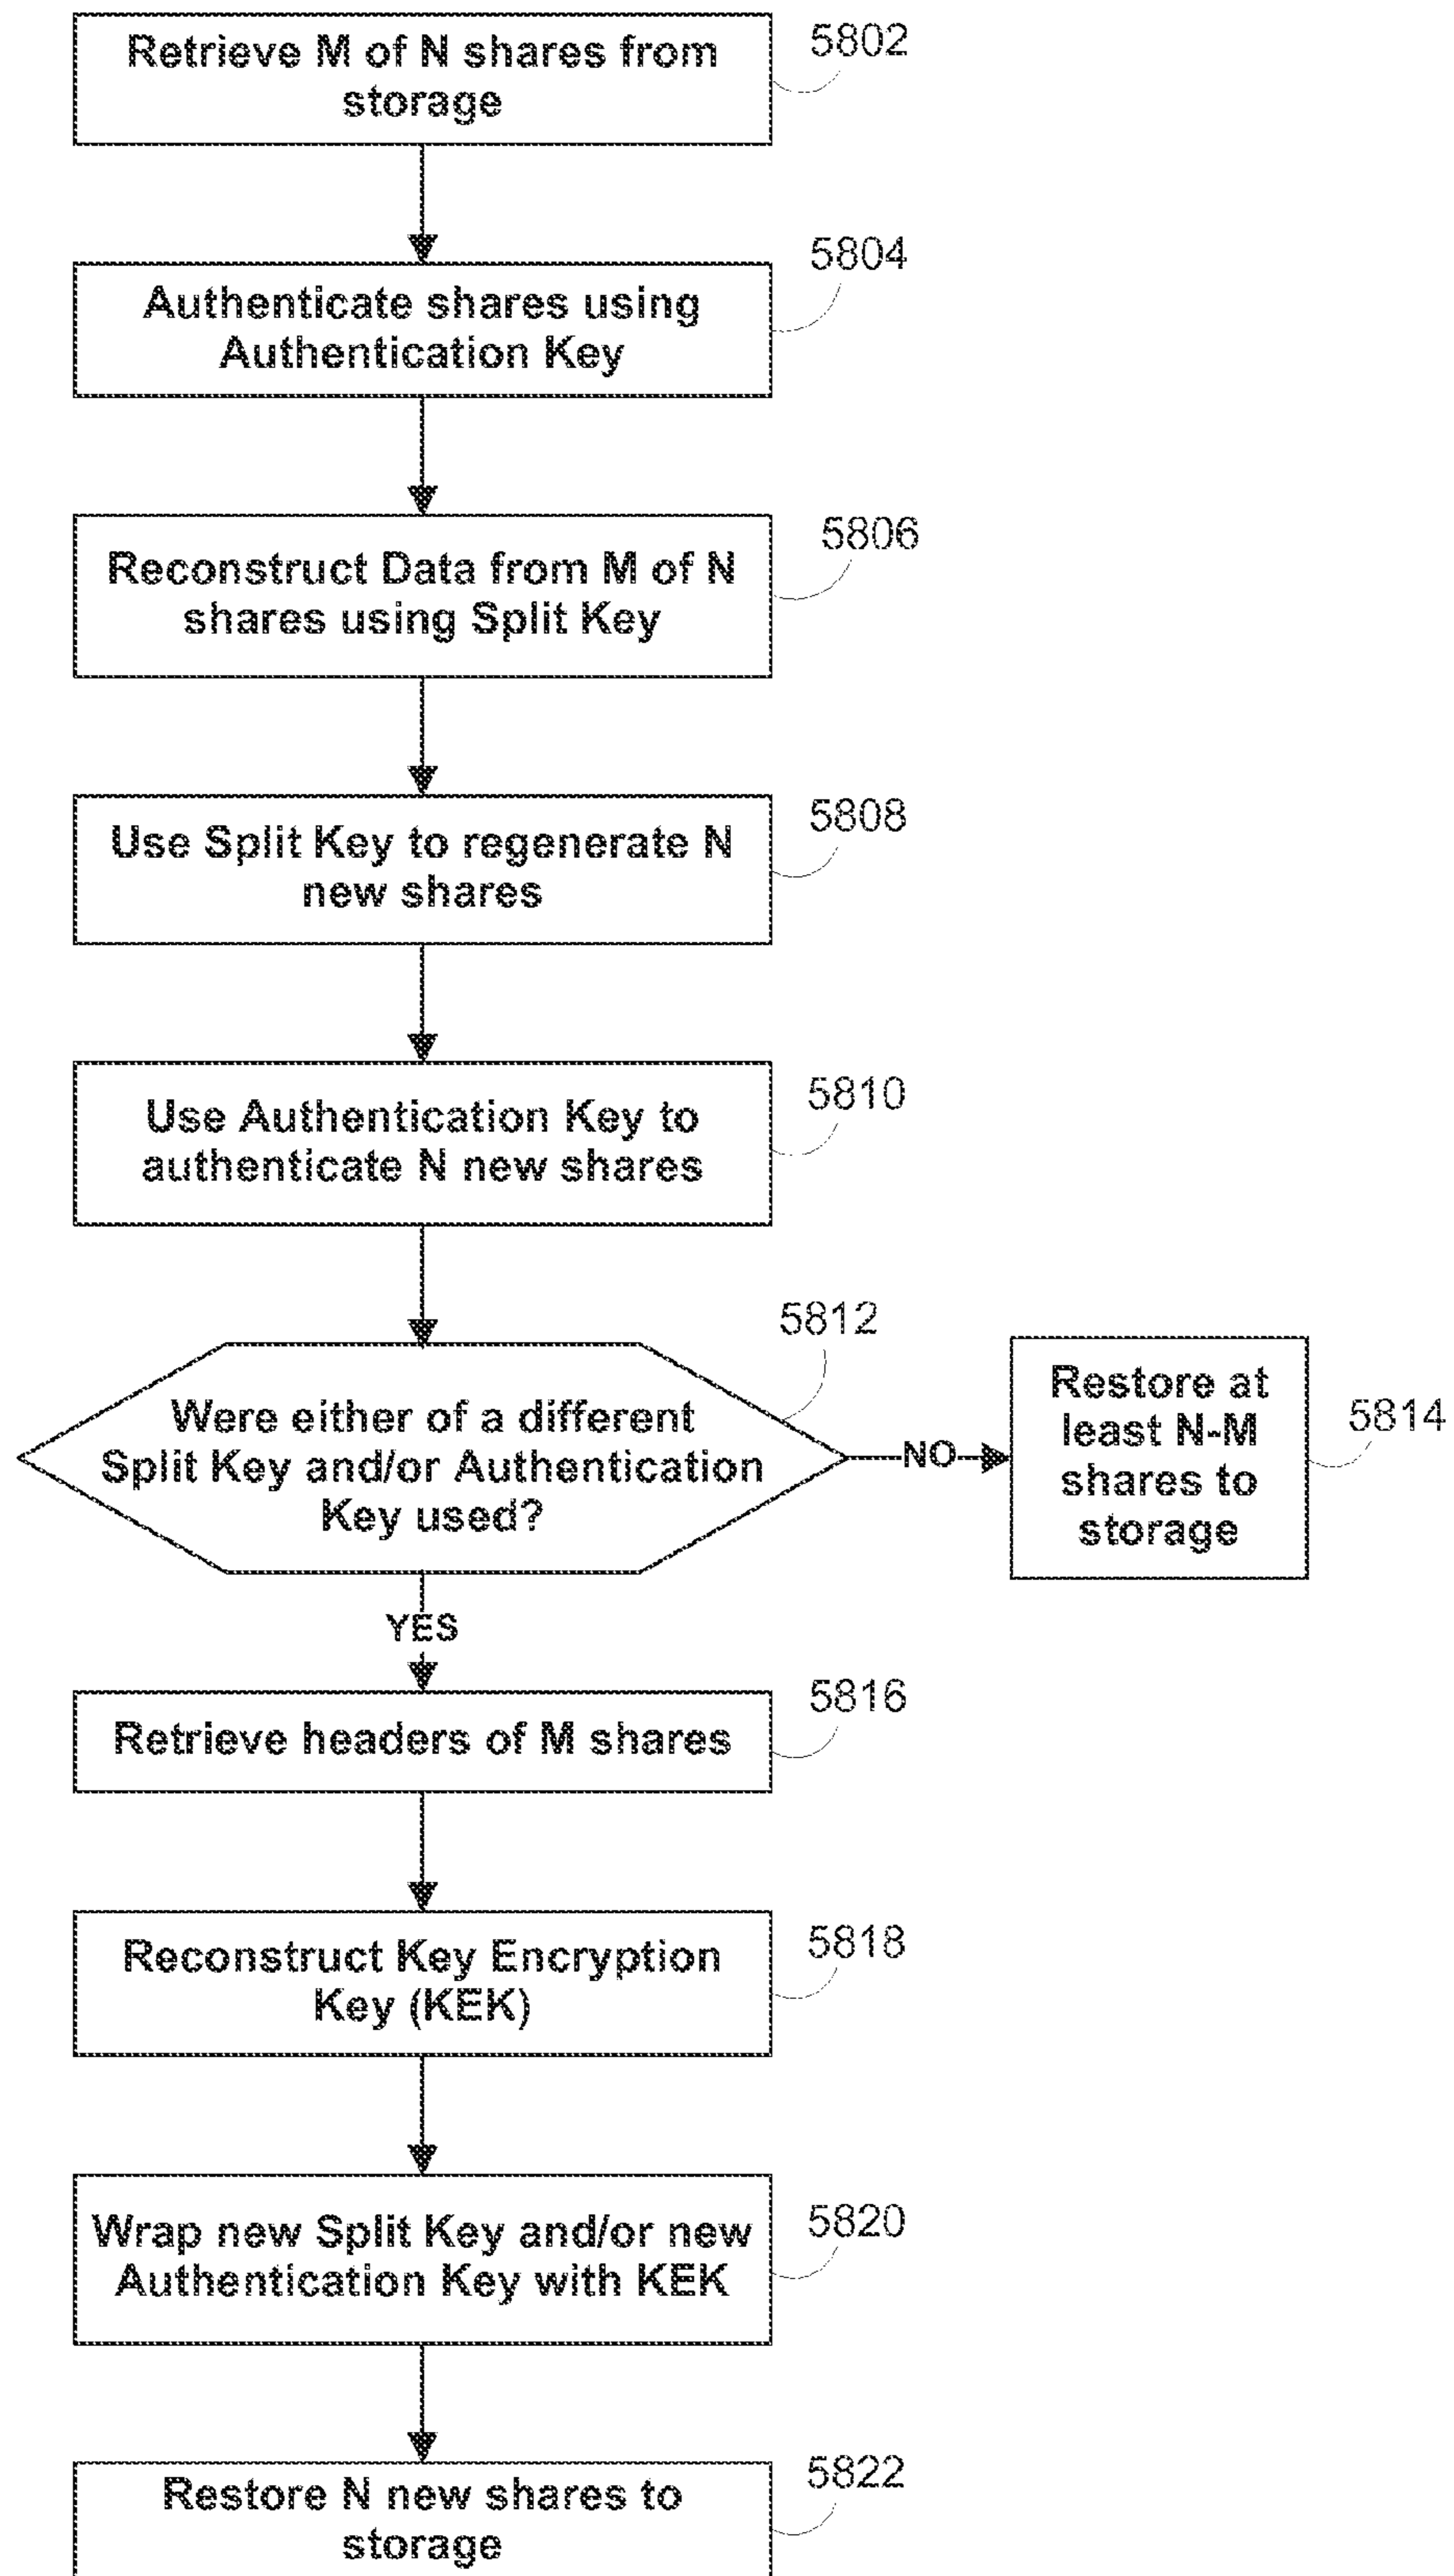 Retrieve M of N shares from
storage
5802
Authenticate shares using
Authentication Key
5804
Reconstruct Data from M of N
shares using Split Key
5806
Use Split Key to regenerate N
new shares
5808
Use Authentication Key to
authenticate N new shares
5810
Were either of a different
Split Key and/or Authentication
Key used?
5812
NO
Restore at
least N-M
shares to
storage
5814
YES
Retrieve headers of M shares
5816
Reconstruct Key Encryption
Key (KEK)
5818
Wrap new Split Key and/or new
Authentication Key with KEK
5820
Restore N new shares to
storage
5822